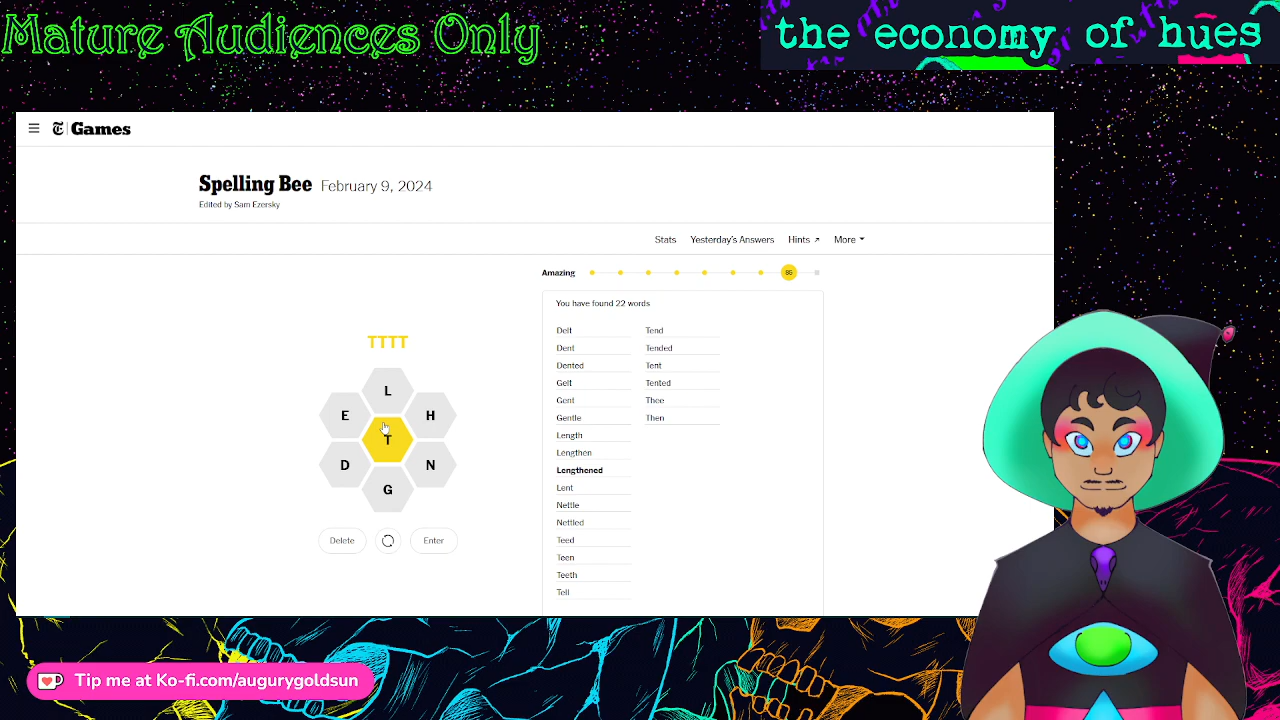 Mature Audiences Only
the economy of hues
T Games
Spelling Bee February 9, 2024
Edited by Sam Ezersky
Stats Yesterday's Answers Hints More
Amazing 95
You have found 22 words
Delt Tend
Dent Tended
Dented Tent
Gelt Tented
Gent Thee
Gentle Then
Length
Lengthen
Lengthened
Lent
Nettle
Nettled
Teed
Teen
Teeth
Tell
TTTT
L
E H
T
D N
G
Delete Enter
Tip me at Ko-fi.com/augurygoldsun